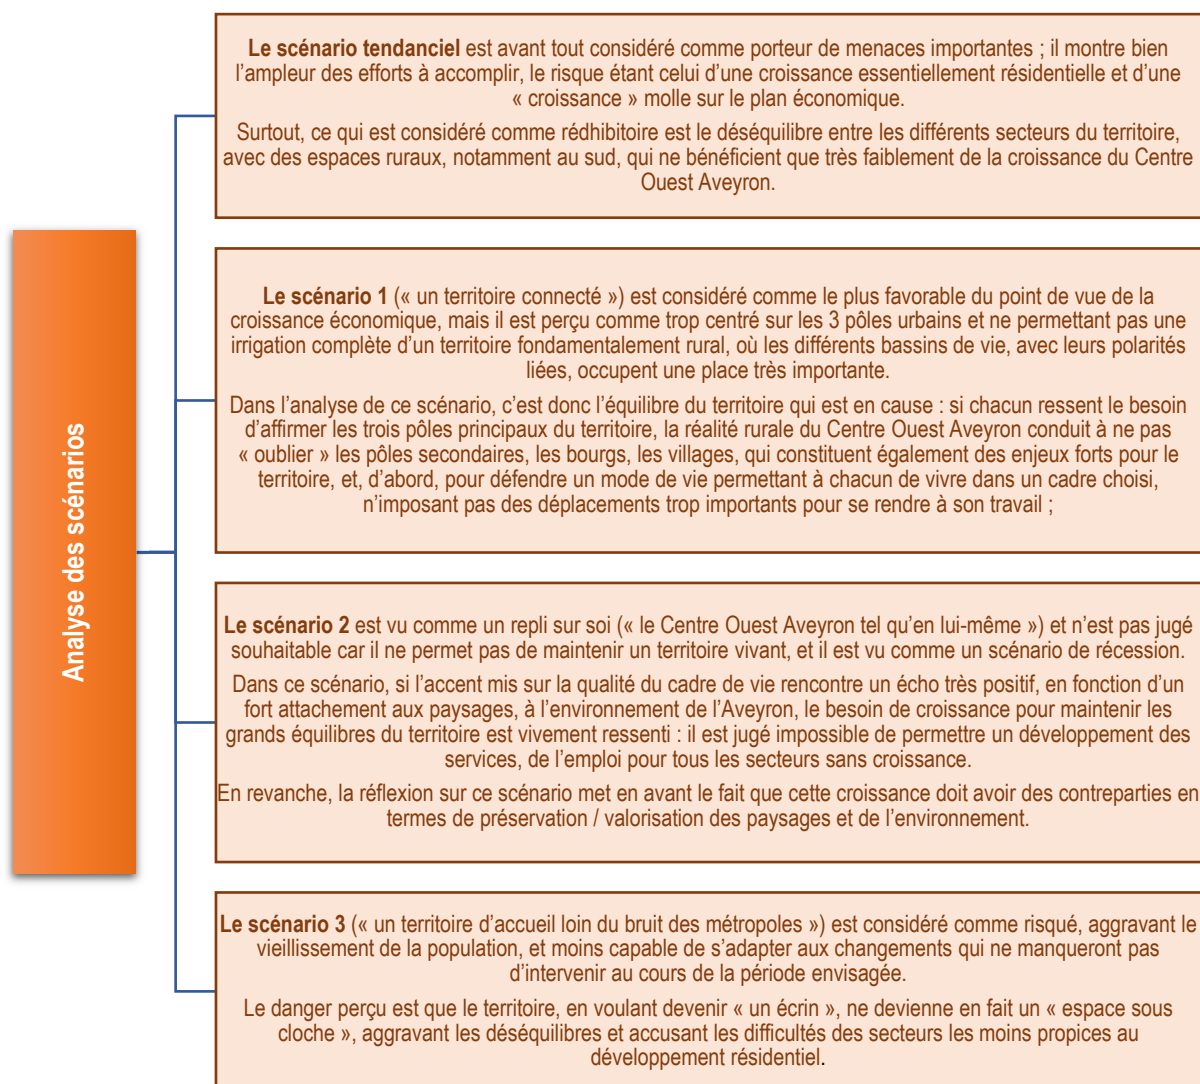 Analyse des scénarios
Le scénario tendanciel est avant tout considéré comme porteur de menaces importantes ; il montre bien
l’ampleur des efforts à accomplir, le risque étant celui d’une croissance essentiellement résidentielle et d’une
« croissance » molle sur le plan économique.
Surtout, ce qui est considéré comme rédhibitoire est le déséquilibre entre les différents secteurs du territoire,
avec des espaces ruraux, notamment au sud, qui ne bénéficient que très faiblement de la croissance du Centre
Ouest Aveyron.
Le scénario 1 (« un territoire connecté ») est considéré comme le plus favorable du point de vue de la
croissance économique, mais il est perçu comme trop centré sur les 3 pôles urbains et ne permettant pas une
irrigation complète d’un territoire fondamentalement rural, où les différents bassins de vie, avec leurs polarités
liées, occupent une place très importante.
Dans l’analyse de ce scénario, c’est donc l’équilibre du territoire qui est en cause : si chacun ressent le besoin
d’affirmer les trois pôles principaux du territoire, la réalité rurale du Centre Ouest Aveyron conduit à ne pas
« oublier » les pôles secondaires, les bourgs, les villages, qui constituent également des enjeux forts pour le
territoire, et, d’abord, pour défendre un mode de vie permettant à chacun de vivre dans un cadre choisi,
n’imposant pas des déplacements trop importants pour se rendre à son travail ;
Le scénario 2 est vu comme un repli sur soi (« le Centre Ouest Aveyron tel qu’en lui-même ») et n’est pas jugé
souhaitable car il ne permet pas de maintenir un territoire vivant, et il est vu comme un scénario de récession.
Dans ce scénario, si l’accent mis sur la qualité du cadre de vie rencontre un écho très positif, en fonction d’un
fort attachement aux paysages, à l’environnement de l’Aveyron, le besoin de croissance pour maintenir les
grands équilibres du territoire est vivement ressenti : il est jugé impossible de permettre un développement des
services, de l’emploi pour tous les secteurs sans croissance.
En revanche, la réflexion sur ce scénario met en avant le fait que cette croissance doit avoir des contreparties en
termes de préservation / valorisation des paysages et de l’environnement.
Le scénario 3 (« un territoire d’accueil loin du bruit des métropoles ») est considéré comme risqué, aggravant le
vieillissement de la population, et moins capable de s’adapter aux changements qui ne manqueront pas
d’intervenir au cours de la période envisagée.
Le danger perçu est que le territoire, en voulant devenir « un écrin », ne devienne en fait un « espace sous
cloche », aggravant les déséquilibres et accusant les difficultés des secteurs les moins propices au
développement résidentiel.